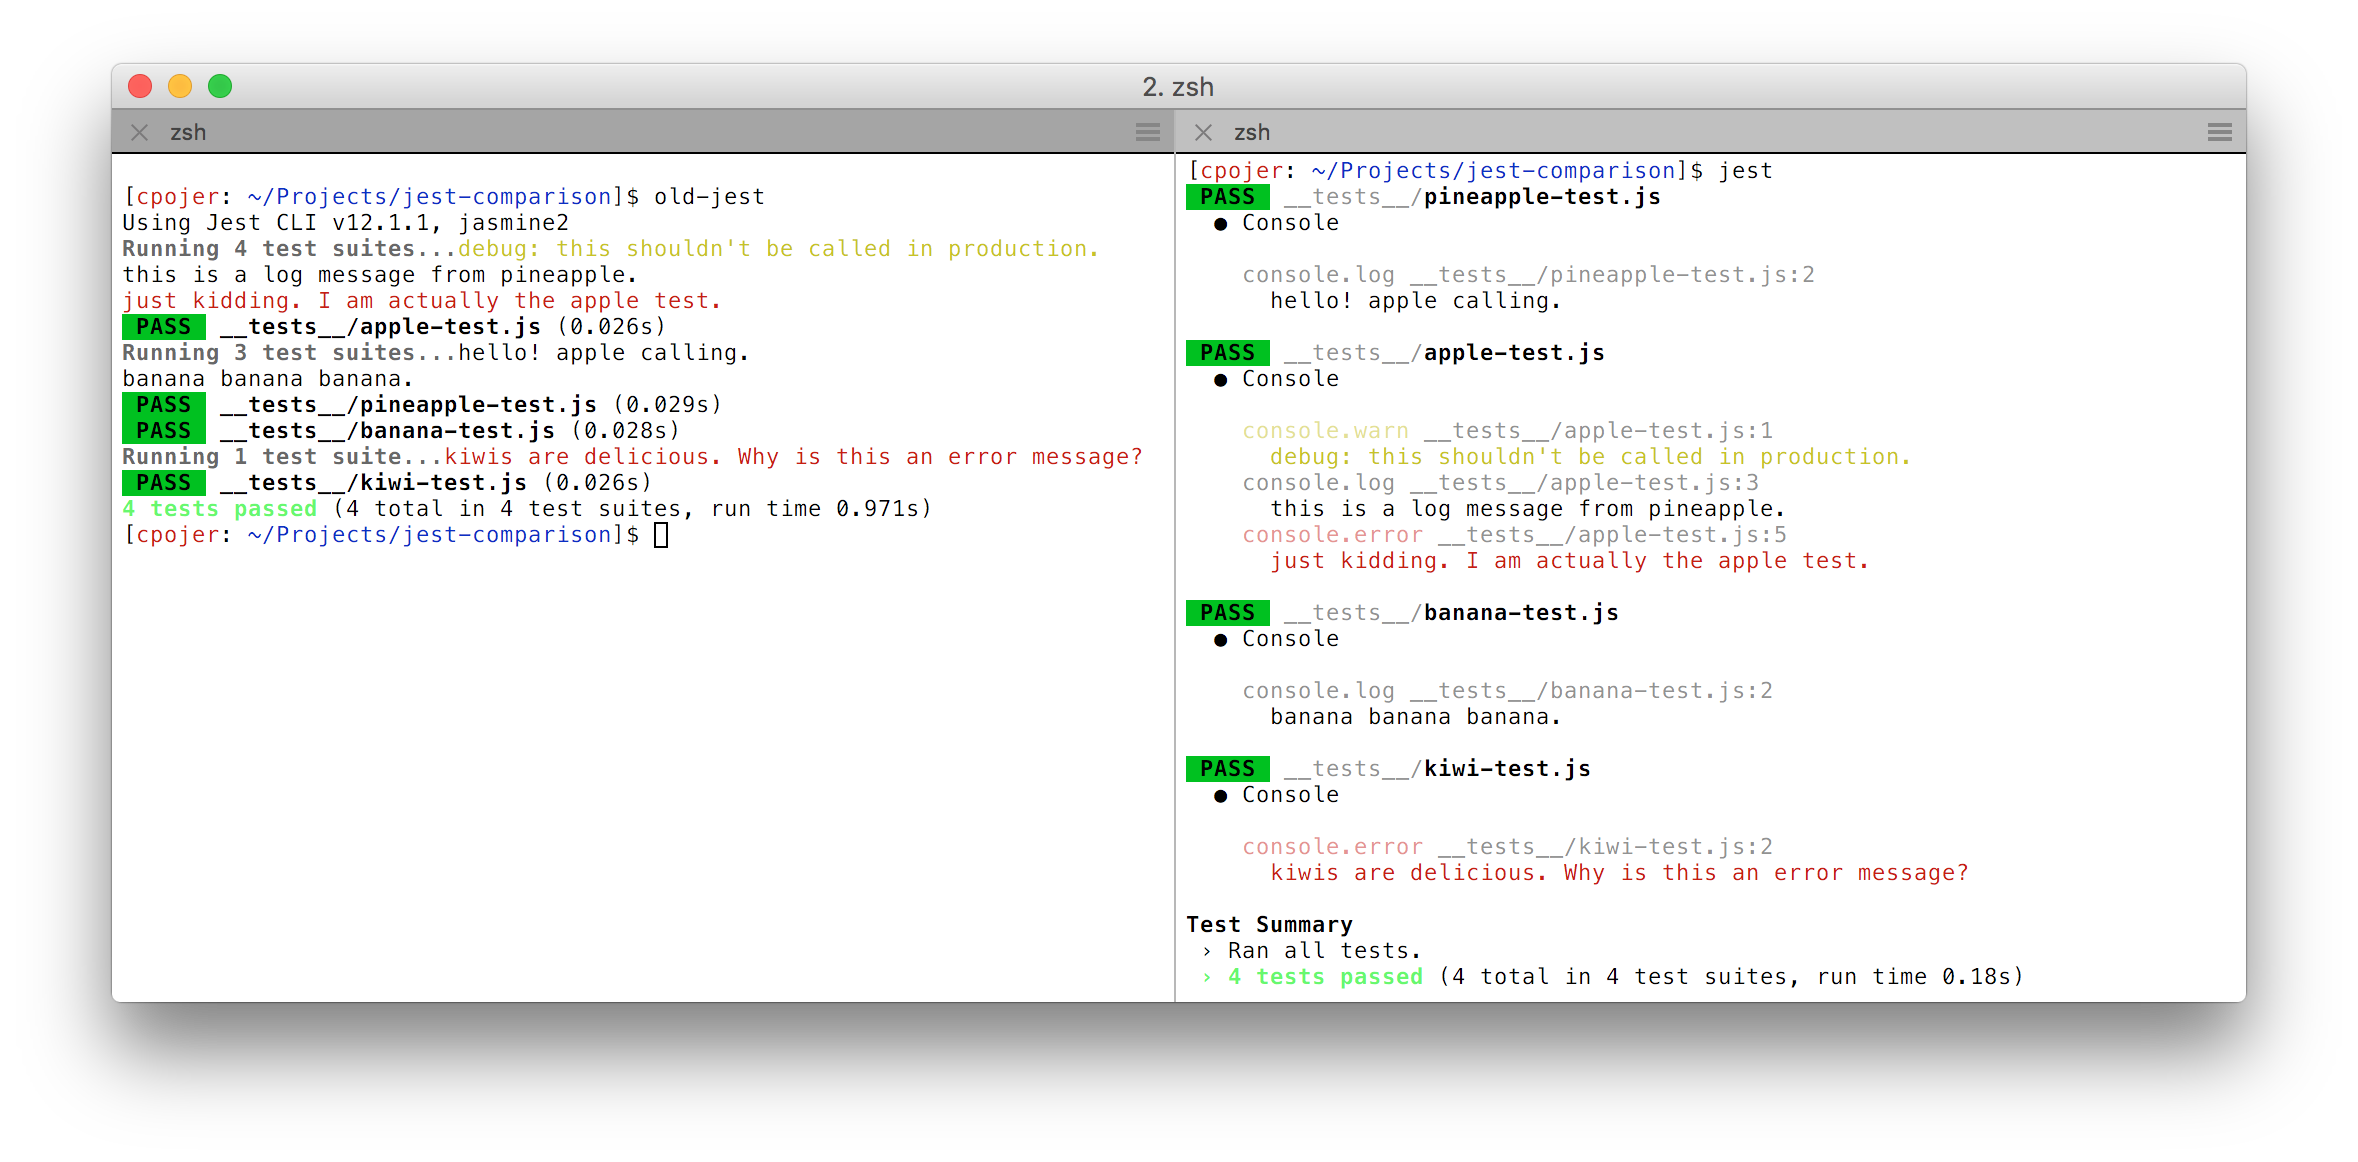 2. zsh
zsh
[cpojer: ~/Projects/jest-comparison]$ old-jest
Using Jest CLI v12.1.1, jasmine2
Running 4 test suites...debug: this shouldn't be called in production.
this is a log message from pineapple.
just kidding. I am actually the apple test.
PASS __tests__/apple-test.js (0.026s)
Running 3 test suites...hello! apple calling.
banana banana banana.
PASS __tests__/pineapple-test.js (0.029s)
PASS __tests__/banana-test.js (0.028s)
Running 1 test suite...kiwis are delicious. Why is this an error message?
PASS __tests__/kiwi-test.js (0.026s)
4 tests passed (4 total in 4 test suites, run time 0.971s)
[cpojer: ~/Projects/jest-comparison]$
zsh
[cpojer: ~/Projects/jest-comparison]$ jest
PASS __tests__/pineapple-test.js
● Console
console.log __tests__/pineapple-test.js:2
hello! apple calling.
PASS __tests__/apple-test.js
● Console
console.warn __tests__/apple-test.js:1
debug: this shouldn't be called in production.
console.log __tests__/apple-test.js:3
this is a log message from pineapple.
console.error __tests__/apple-test.js:5
just kidding. I am actually the apple test.
PASS __tests__/banana-test.js
● Console
console.log __tests__/banana-test.js:2
banana banana banana.
PASS __tests__/kiwi-test.js
● Console
console.error __tests__/kiwi-test.js:2
kiwis are delicious. Why is this an error message?
Test Summary
› Ran all tests.
› 4 tests passed (4 total in 4 test suites, run time 0.18s)